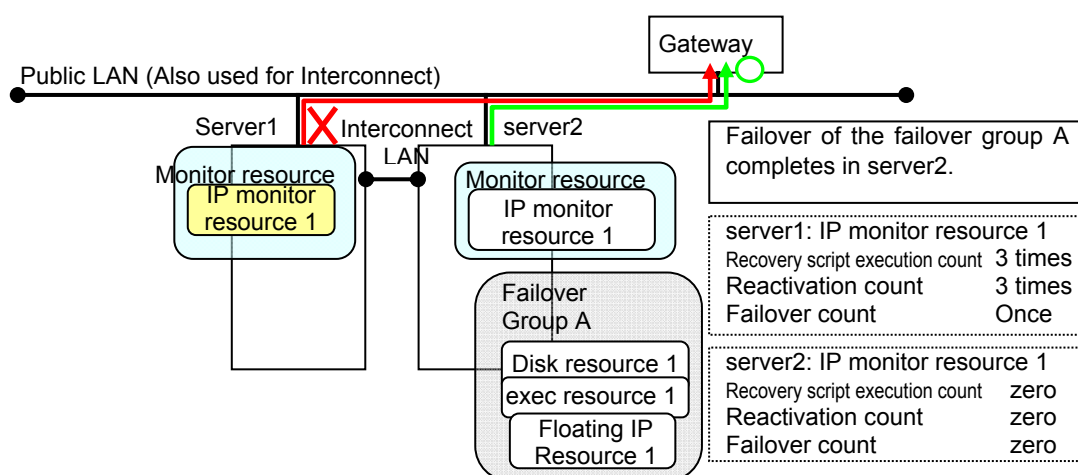 Gateway
Public LAN (Also used for Interconnect)
Server1
Interconnect
LAN
server2
Monitor resource
IP monitor
resource 1
Monitor resource
IP monitor
resource 1
Failover
Group A
Disk resource 1
exec resource 1
Floating IP
Resource 1
Failover of the failover group A
completes in server2.
server1: IP monitor resource 1
Recovery script execution count 3 times
Reactivation count 3 times
Failover count Once
server2: IP monitor resource 1
Recovery script execution count zero
Reactivation count zero
Failover count zero